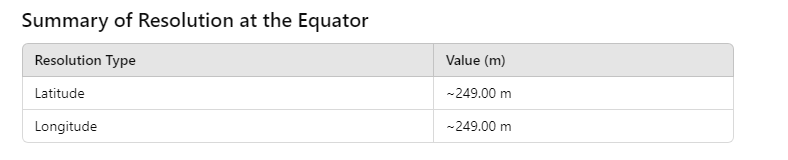 Summary of Resolution at the Equator
Resolution Type Value (m)
Latitude ~249.00 m
Longitude ~249.00 m